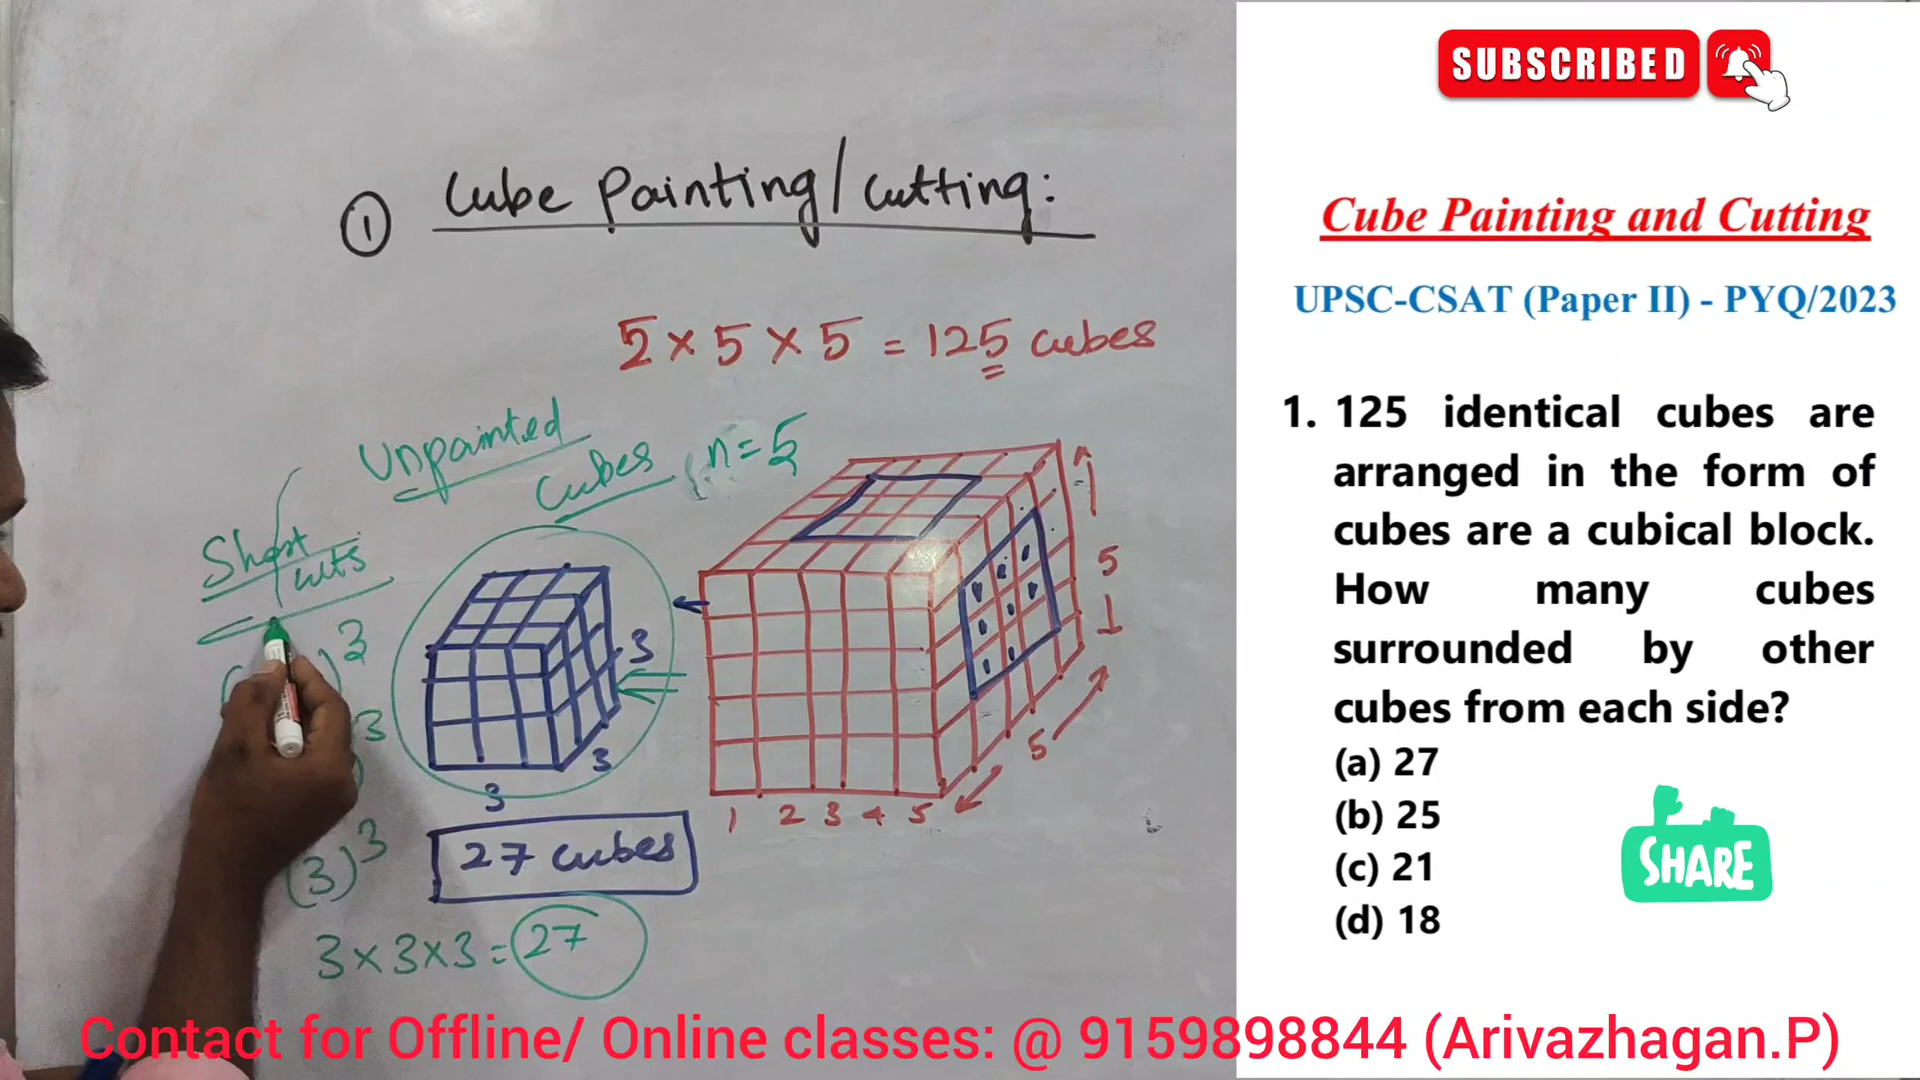 ① Cube Painting/Cutting:
5 × 5 × 5 = 125 cubes
Unpainted
Cubes n=5
Short
cuts
3
3
(3)³
3
3
3
27 cubes
3×3×3=27
1 2 3 4 5
5
5
SUBSCRIBED
Cube Painting and Cutting
UPSC-CSAT (Paper II) - PYQ/2023
1. 125 identical cubes are
arranged in the form of
cubes are a cubical block.
How many cubes
surrounded by other
cubes from each side?
(a) 27
(b) 25
(c) 21
(d) 18
SHARE
Contact for Offline/ Online classes: @ 9159898844 (Arivazhagan.P)